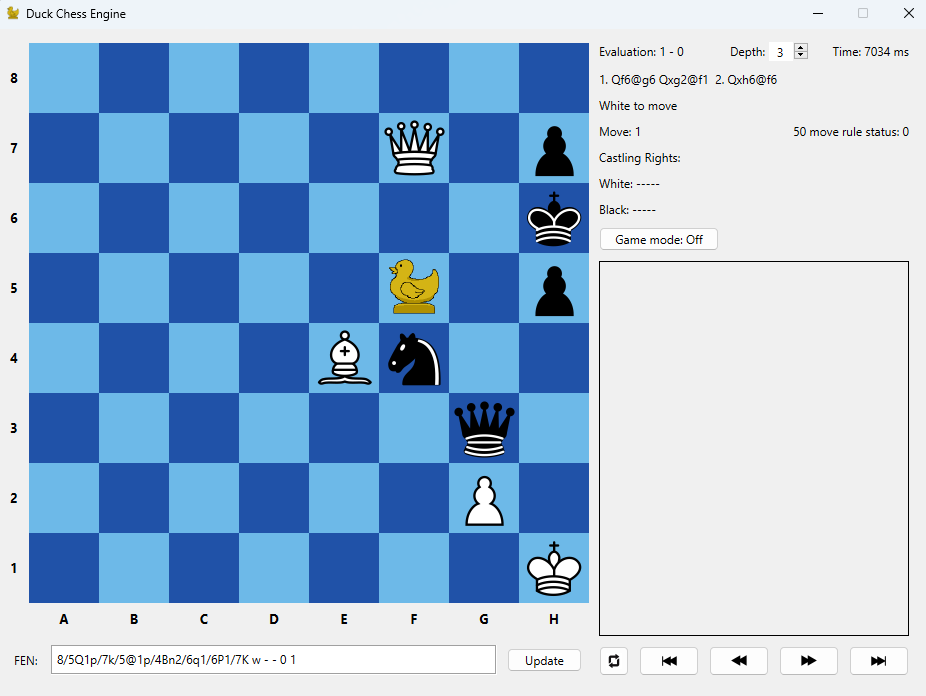 Duck Chess Engine
Evaluation: 1 - 0 Depth: 3 Time: 7034 ms
1. Qf6@g6 Qxg2@f1 2. Qxh6@f6
White to move
Move: 1 50 move rule status: 0
Castling Rights:
White: -----
Black: -----
Game mode: Off
8
7
6
5
4
3
2
1
A B C D E F G H
FEN: 8/5Q1p/7k/5@1p/4Bn2/6q1/6P1/7K w - - 0 1 Update